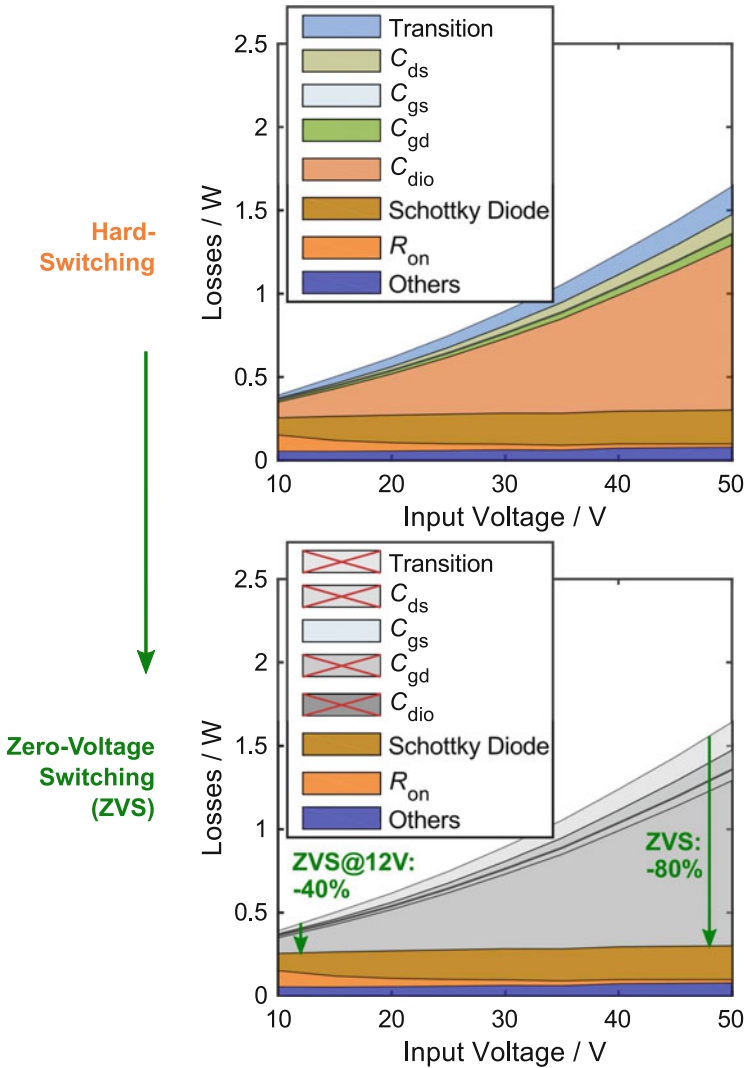 Transition
C_ds
C_gs
C_gd
C_dio
Schottky Diode
R_on
Others
Losses / W
2.5
2
1.5
1
0.5
0
10
20
30
40
50
Input Voltage / V
Hard-
Switching
Zero-Voltage
Switching
(ZVS)
Transition
C_ds
C_gs
C_gd
C_dio
Schottky Diode
R_on
Others
Losses / W
2.5
2
1.5
1
0.5
0
ZVS@12V:
-40%
ZVS:
-80%
10
20
30
40
50
Input Voltage / V